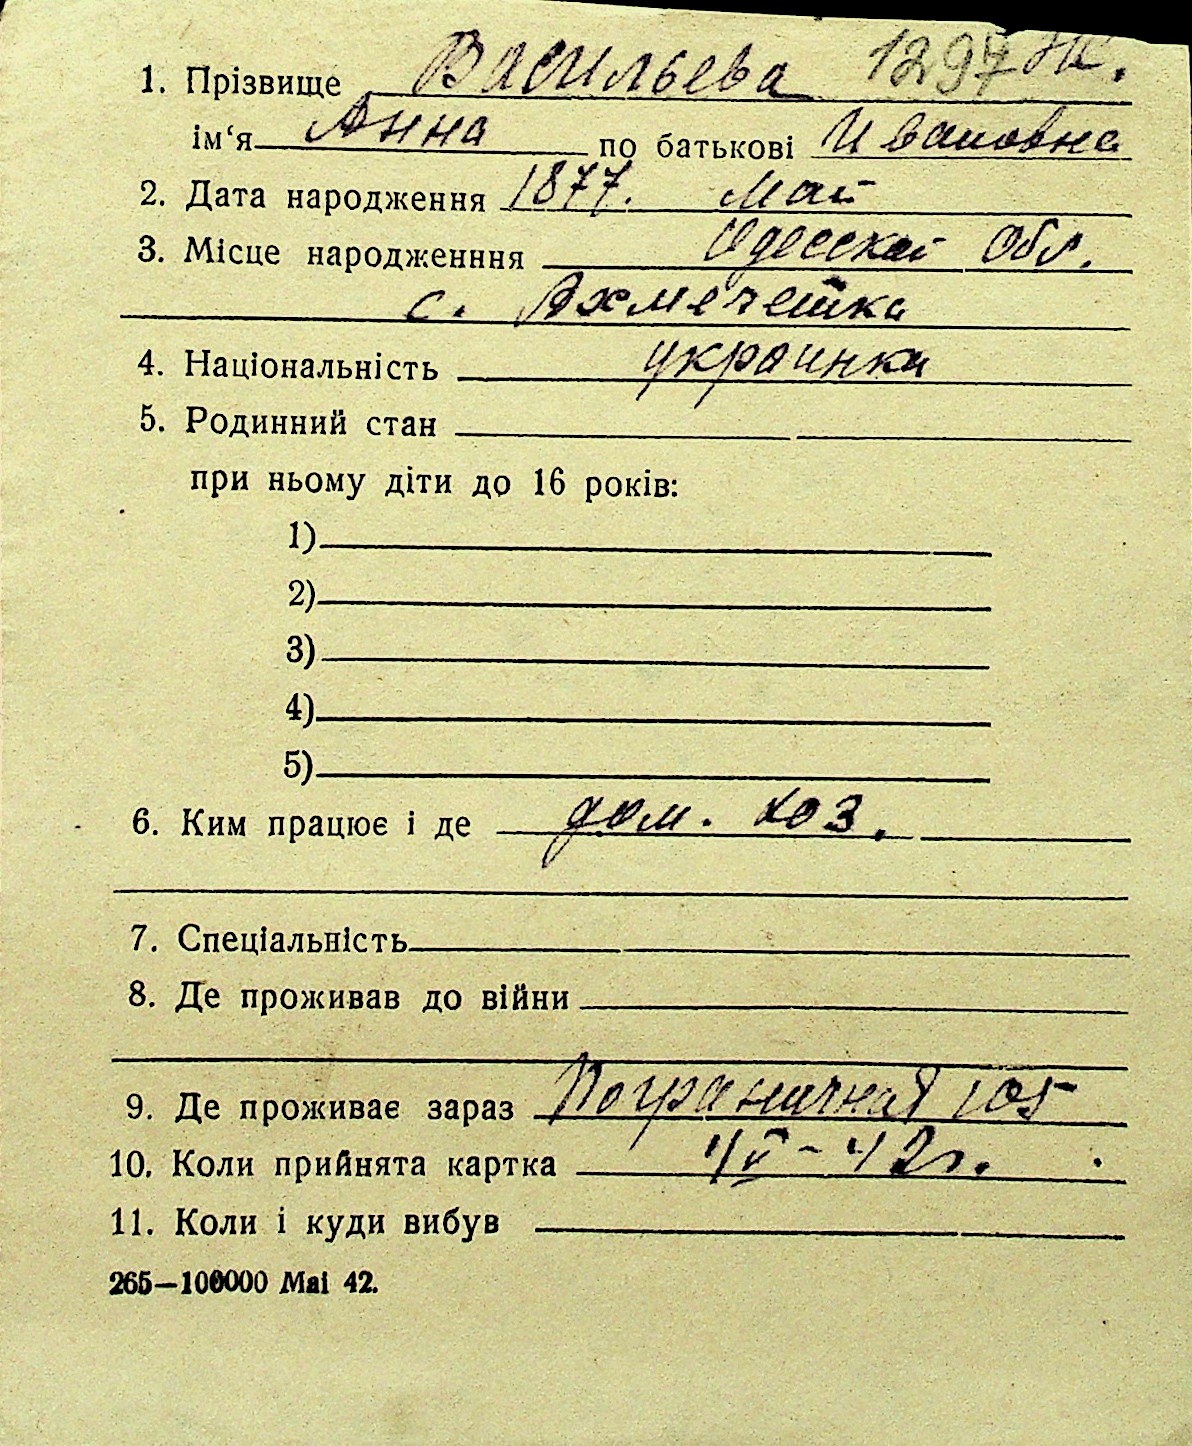 1. Прізвище Васильева 1297 Ж.
ім‘я Анна по батькові Ивановна
2. Дата народження 1877. Май
3. Місце народженння Одесской Обл.
с. Ахмечетка
4. Національність украинка
5. Родинний стан
при ньому діти до 16 років:
1)
2)
3)
4)
5)
6. Ким працює і де дом. хоз.
7. Спеціальність
8. Де проживав до війни
9. Де проживає зараз Пограничная 105
10. Коли прийнята картка 42г.
11. Коли і куди вибув
265—100000 Mai 42.